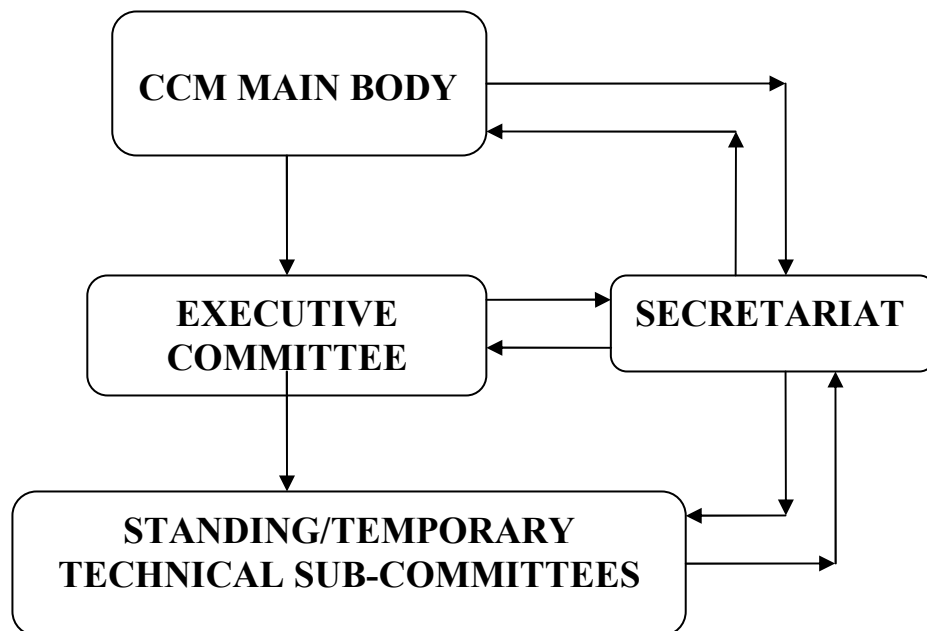 CCM MAIN BODY
EXECUTIVE
COMMITTEE
SECRETARIAT
STANDING/TEMPORARY
TECHNICAL SUB-COMMITTEES